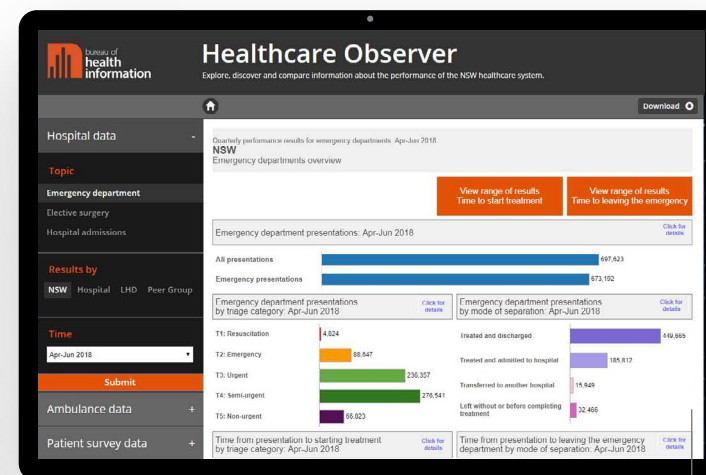 bureau of
health
information
Healthcare Observer
Explore, discover and compare information about the performance of the NSW healthcare system.
Download
Hospital data -
Topic
Emergency department
Elective surgery
Hospital admissions
Results by
NSW Hospital LHD Peer Group
Time
Apr-Jun 2018
Submit
Ambulance data +
Patient survey data +
Quarterly performance results for emergency departments Apr-Jun 2018
NSW
Emergency departments overview
View range of results
Time to start treatment
View range of results
Time to leaving the emergency
Emergency department presentations: Apr-Jun 2018
Click for
details
All presentations 697,623
Emergency presentations 673,192
Emergency department presentations
by triage category: Apr-Jun 2018
Click for
details
T1: Resuscitation 4,824
T2: Emergency 88,647
T3: Urgent 236,357
T4: Semi-urgent 276,541
T5: Non-urgent 66,823
Emergency department presentations
by mode of separation: Apr-Jun 2018
Click for
details
Treated and discharged 449,665
Treated and admitted to hospital 185,812
Transferred to another hospital 15,949
Left without or before completing
treatment 32,466
Time from presentation to starting treatment
by triage category: Apr-Jun 2018
Click for
details
Time from presentation to leaving the emergency
department by mode of separation: Apr-Jun 2018
Click for
details